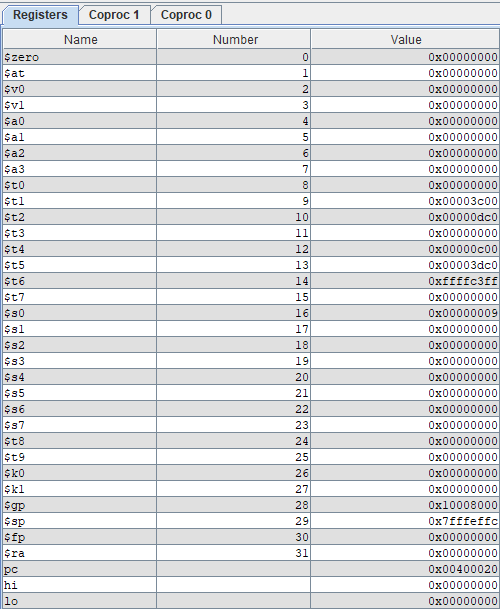 Registers Coproc 1 Coproc 0
Name Number Value
$zero 0 0x00000000
$at 1 0x00000000
$v0 2 0x00000000
$v1 3 0x00000000
$a0 4 0x00000000
$a1 5 0x00000000
$a2 6 0x00000000
$a3 7 0x00000000
$t0 8 0x00000000
$t1 9 0x00003c00
$t2 10 0x00000dc0
$t3 11 0x00000000
$t4 12 0x00000c00
$t5 13 0x00003dc0
$t6 14 0xffffc3ff
$t7 15 0x00000000
$s0 16 0x00000009
$s1 17 0x00000000
$s2 18 0x00000000
$s3 19 0x00000000
$s4 20 0x00000000
$s5 21 0x00000000
$s6 22 0x00000000
$s7 23 0x00000000
$t8 24 0x00000000
$t9 25 0x00000000
$k0 26 0x00000000
$k1 27 0x00000000
$gp 28 0x10008000
$sp 29 0x7fffeffc
$fp 30 0x00000000
$ra 31 0x00000000
pc 0x00400020
hi 0x00000000
lo 0x00000000